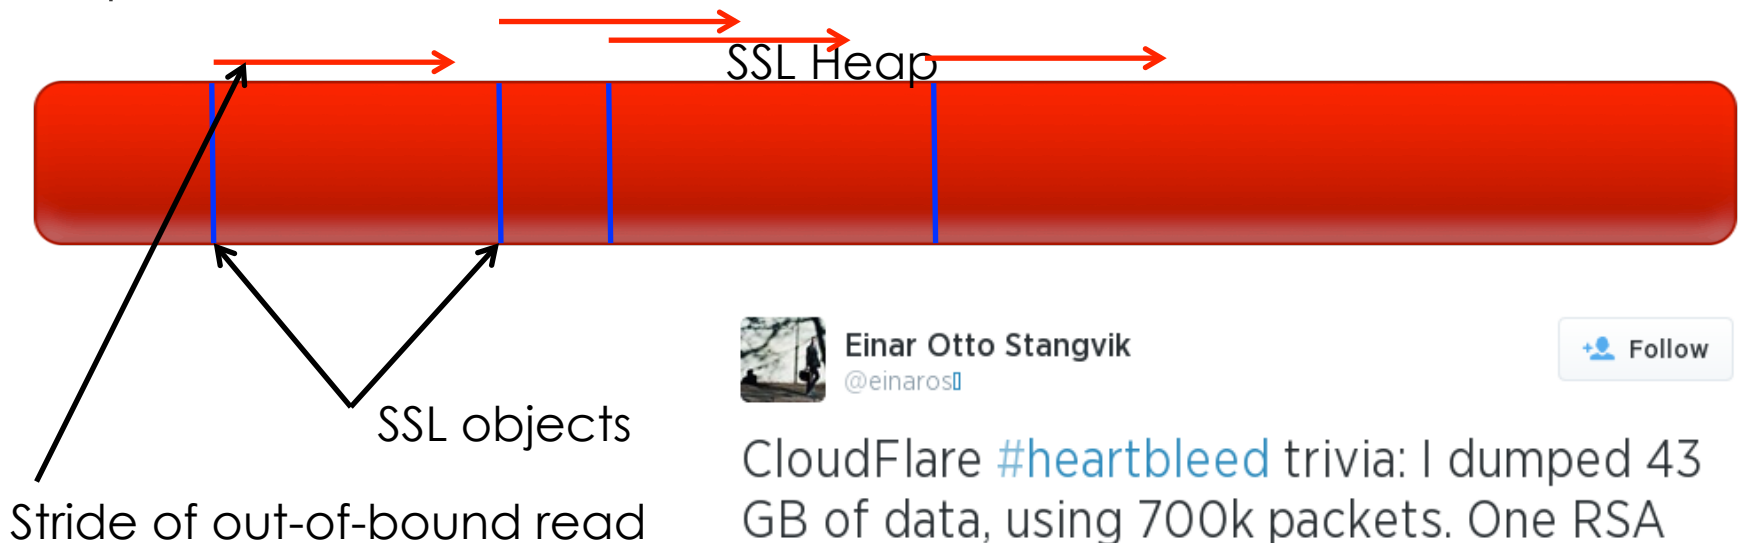 SSL Heap
SSL objects
Stride of out-of-bound read
Einar Otto Stangvik
@einaros
Follow
CloudFlare #heartbleed trivia: I dumped 43
GB of data, using 700k packets. One RSA